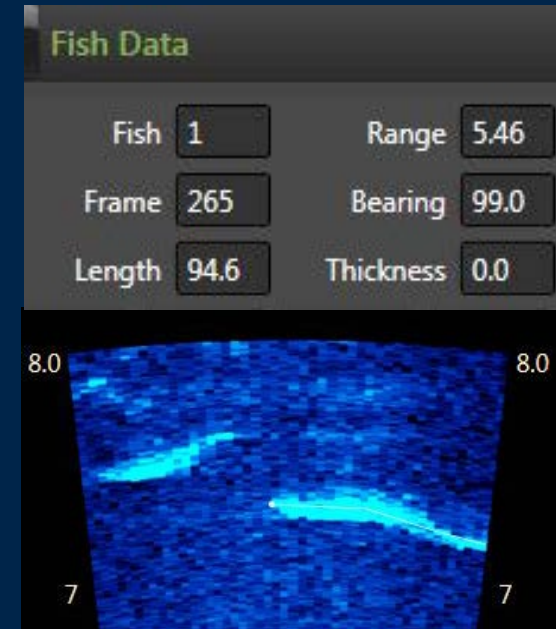 Fish Data
Fish 1 Range 5.46
Frame 265 Bearing 99.0
Length 94.6 Thickness 0.0
8.0 8.0
7 7